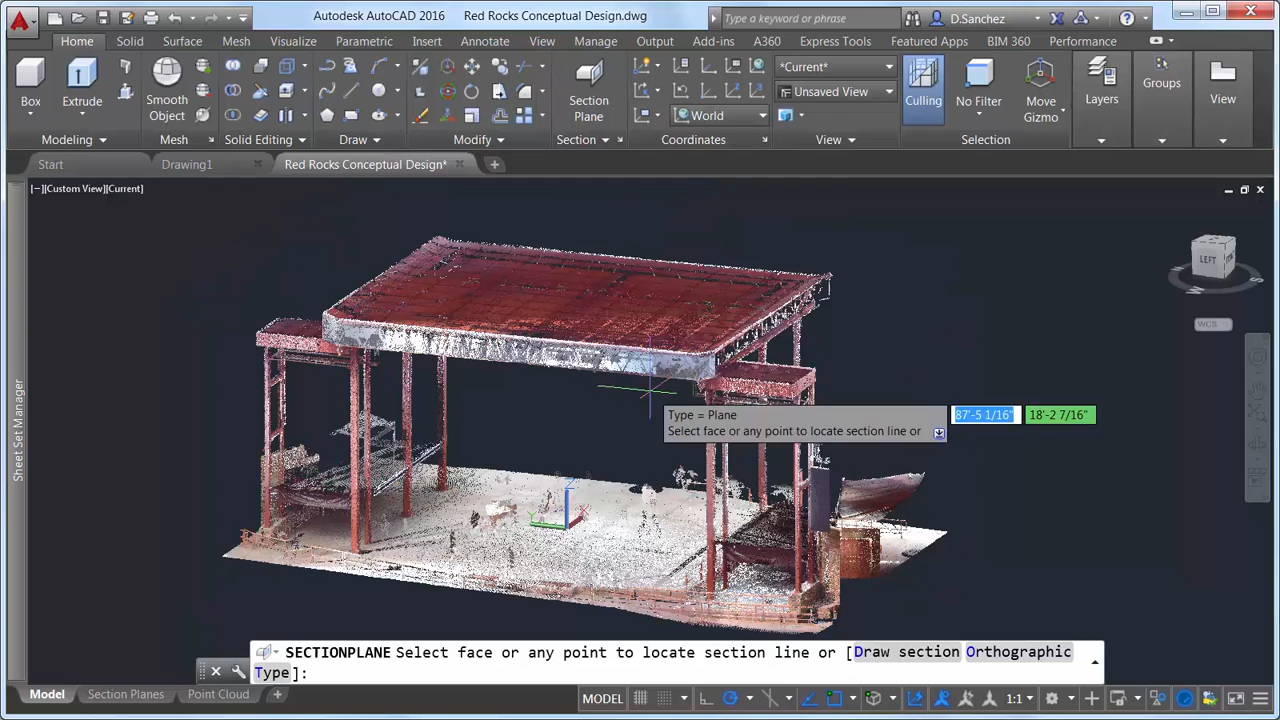 Autodesk AutoCAD 2016 Red Rocks Conceptual Design.dwg
Type a keyword or phrase
D.Sanchez
Home Solid Surface Mesh Visualize Parametric Insert Annotate View Manage Output Add-ins A360 Express Tools Featured Apps BIM 360 Performance
Box
Extrude
Smooth
Object
Section
Plane
*Current*
Unsaved View
World
Culling
No Filter
Move
Gizmo
Layers
Groups
View
Modeling
Mesh
Solid Editing
Draw
Modify
Section
Coordinates
View
Selection
Start
Drawing1
Red Rocks Conceptual Design*
[−][Custom View][Current]
LEFT
N
S
WCS
Sheet Set Manager
Type = Plane
Select face or any point to locate section line or
87'-5 1/16"
18'-2 7/16"
Z
Y
X
SECTIONPLANE Select face or any point to locate section line or [Draw section Orthographic
Type]:
Model
Section Planes
Point Cloud
MODEL
1:1